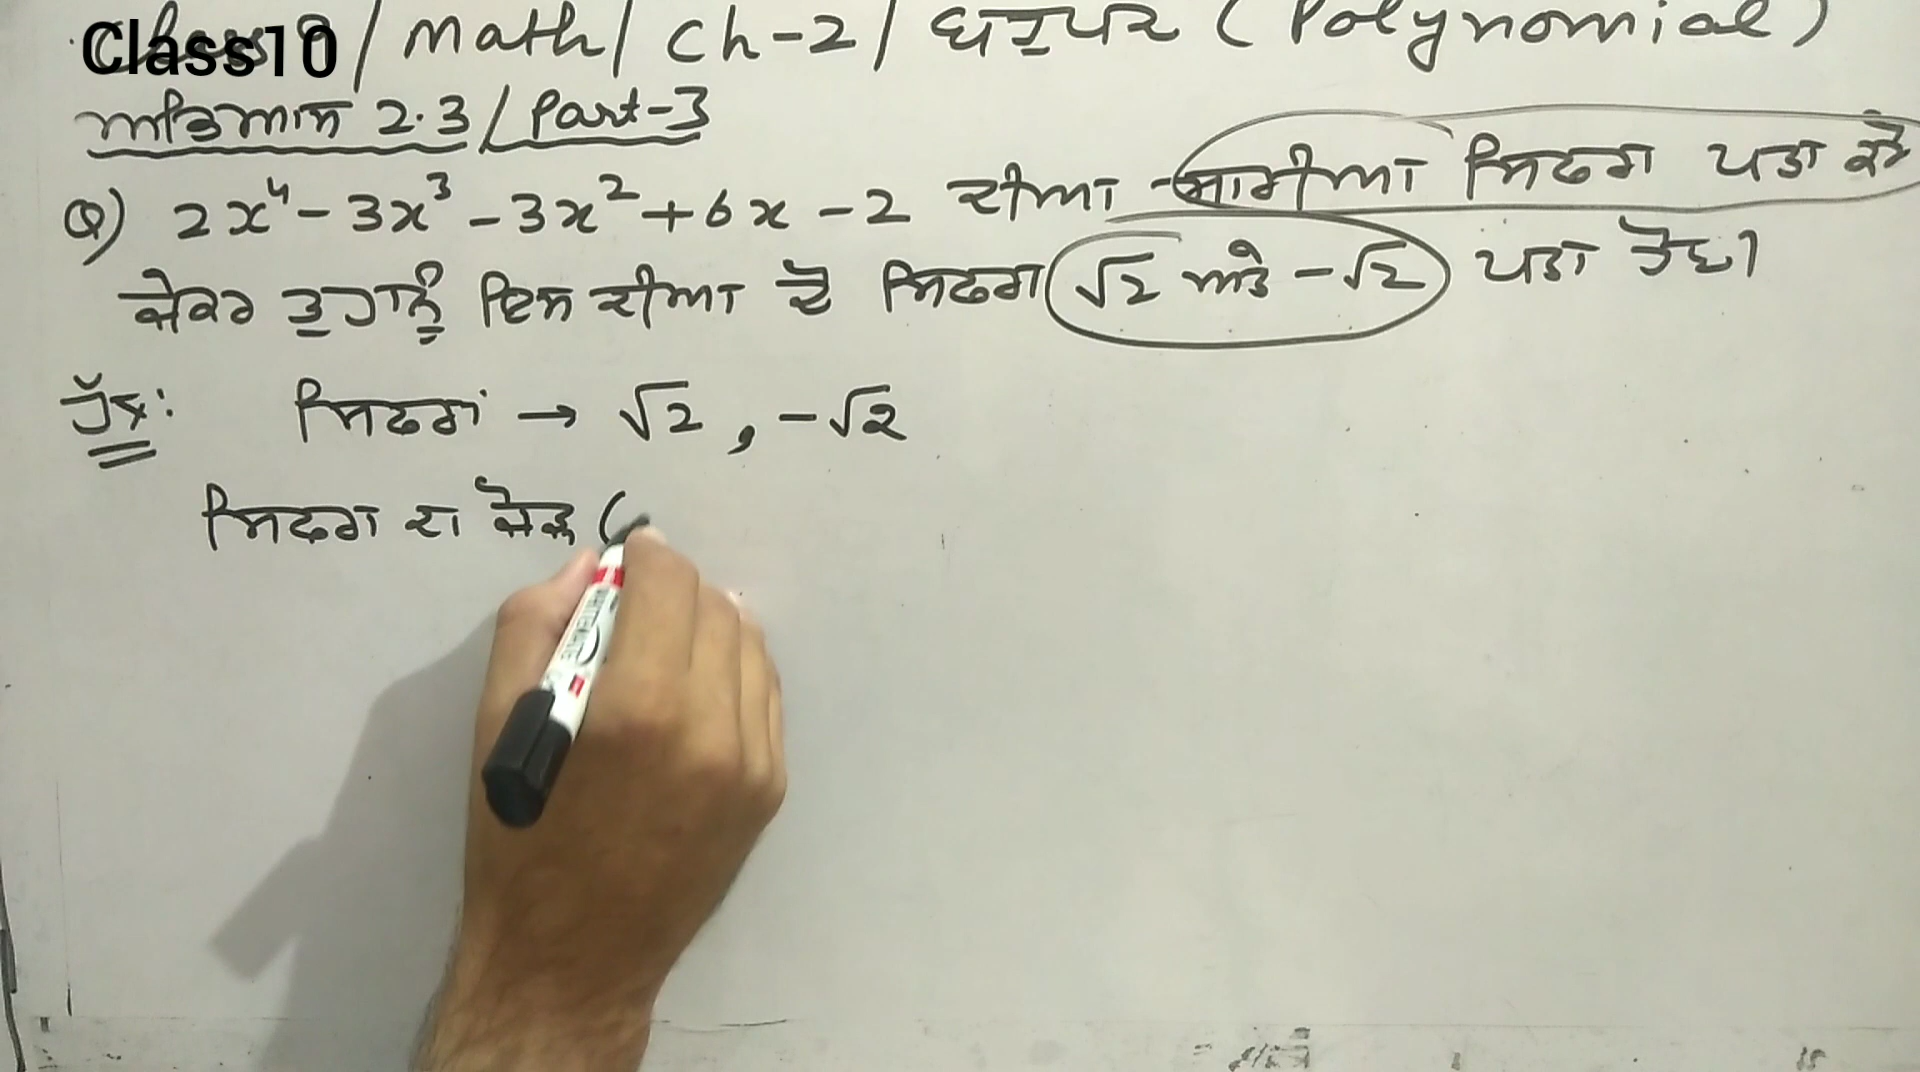 Class10 / Math / Ch-2 / ਬਹੁਪਦ (Polynomial)
ਅਭਿਆਸ 2.3 / Part-3
Q) 2x⁴ - 3x³ - 3x² + 6x - 2 ਦੀਆਂ ਸਾਰੀਆਂ ਸਿਫਰਾਂ ਪਤਾ ਕਰੋ
ਜੇਕਰ ਤੁਹਾਨੂੰ ਇਸ ਦੀਆਂ ਦੋ ਸਿਫਰਾਂ √2 ਅਤੇ -√2 ਪਤਾ ਹੋਣ।
ਹੱਲ: ਸਿਫਰਾਂ → √2 , -√2
ਸਿਫਰਾਂ ਦਾ ਜੋੜ (